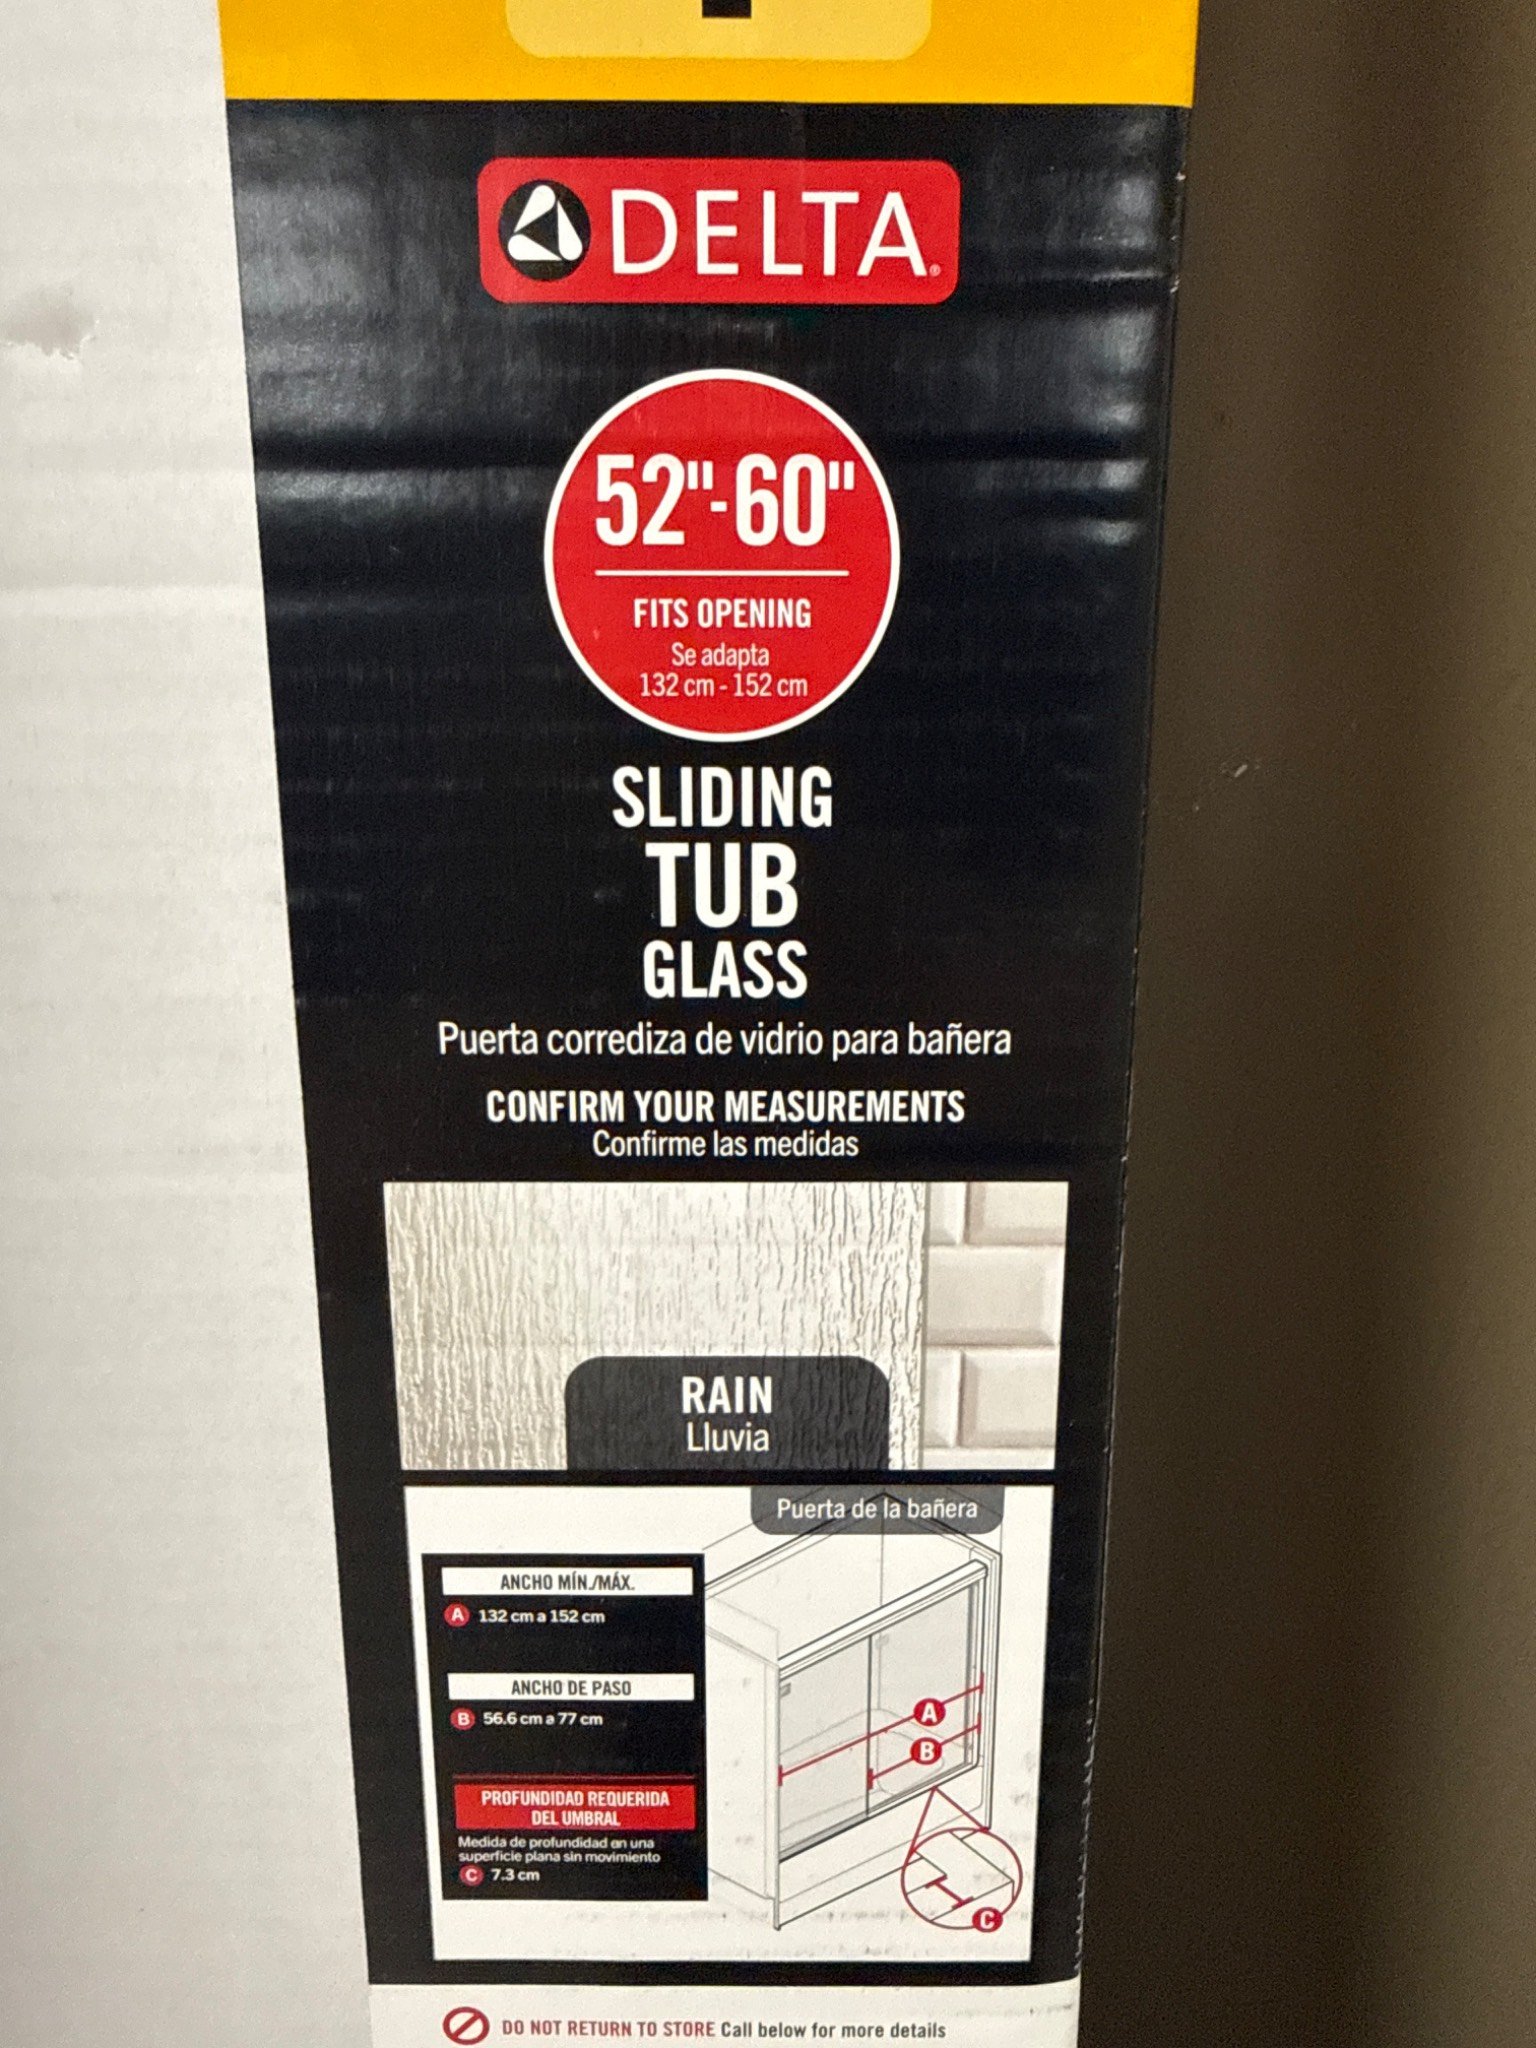 DELTA®
52"-60"
FITS OPENING
Se adapta
132 cm - 152 cm
SLIDING
TUB
GLASS
Puerta corrediza de vidrio para bañera
CONFIRM YOUR MEASUREMENTS
Confirme las medidas
RAIN
Lluvia
Puerta de la bañera
ANCHO MÍN./MÁX.
A 132 cm a 152 cm
ANCHO DE PASO
B 56.6 cm a 77 cm
PROFUNDIDAD REQUERIDA
DEL UMBRAL
Medida de profundidad en una
superficie plana sin movimiento
C 7.3 cm
A
B
C
DO NOT RETURN TO STORE Call below for more details